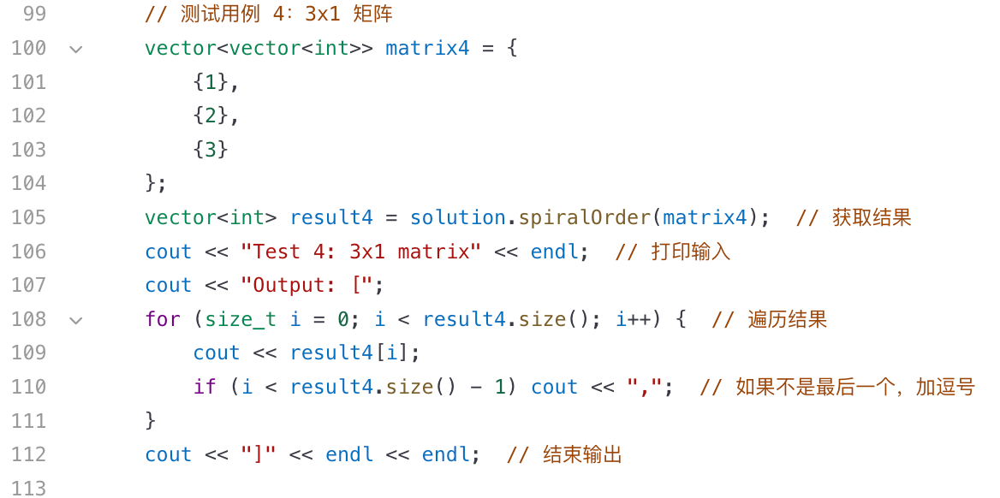 99 // 测试用例 4：3x1 矩阵
100 vector<vector<int>> matrix4 = {
101 {1},
102 {2},
103 {3}
104 };
105 vector<int> result4 = solution.spiralOrder(matrix4); // 获取结果
106 cout << "Test 4: 3x1 matrix" << endl; // 打印输入
107 cout << "Output: [";
108 for (size_t i = 0; i < result4.size(); i++) { // 遍历结果
109 cout << result4[i];
110 if (i < result4.size() - 1) cout << ","; // 如果不是最后一个，加逗号
111 }
112 cout << "]" << endl << endl; // 结束输出
113